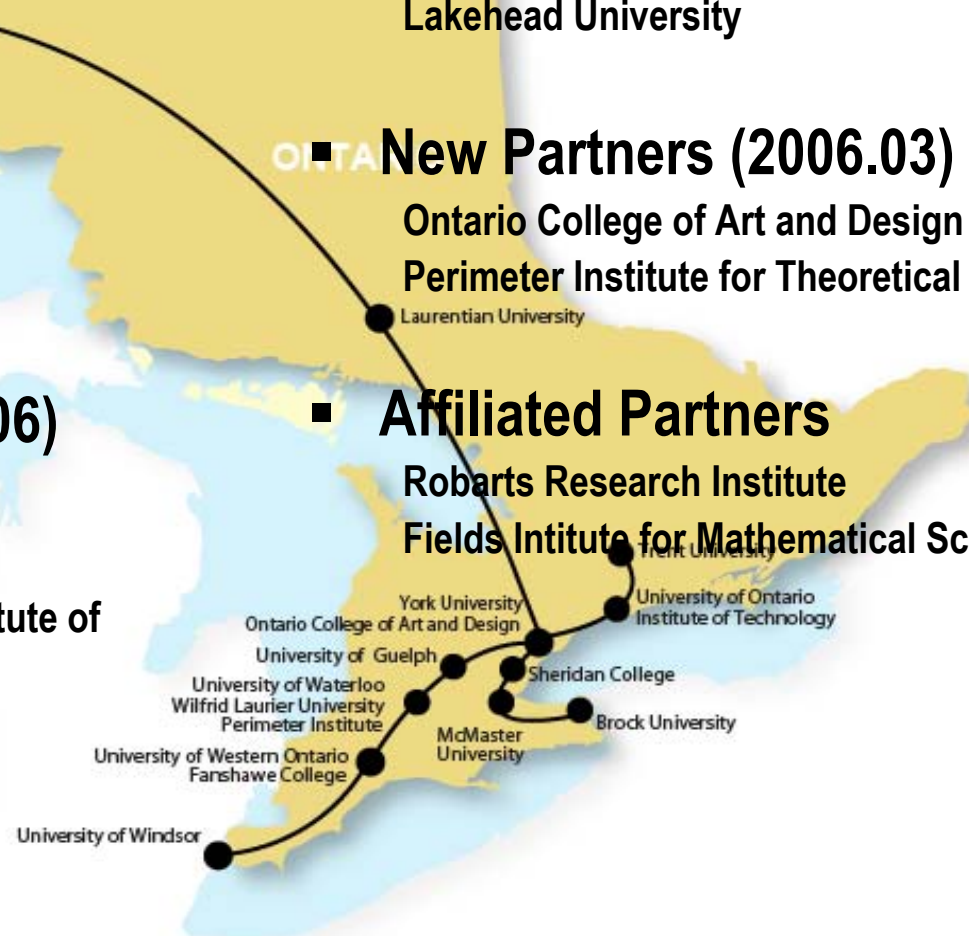 Lakehead University
ONTA
▪ New Partners (2006.03)
Ontario College of Art and Design
Perimeter Institute for Theoretical
Laurentian University
06)
▪ Affiliated Partners
Robarts Research Institute
Fields Intitute for Mathematical Sc
Trent University
tute of
York University
Ontario College of Art and Design
University of Ontario
Institute of Technology
University of Guelph
Sheridan College
University of Waterloo
Wilfrid Laurier University
Perimeter Institute
Brock University
McMaster
University
University of Western Ontario
Fanshawe College
University of Windsor